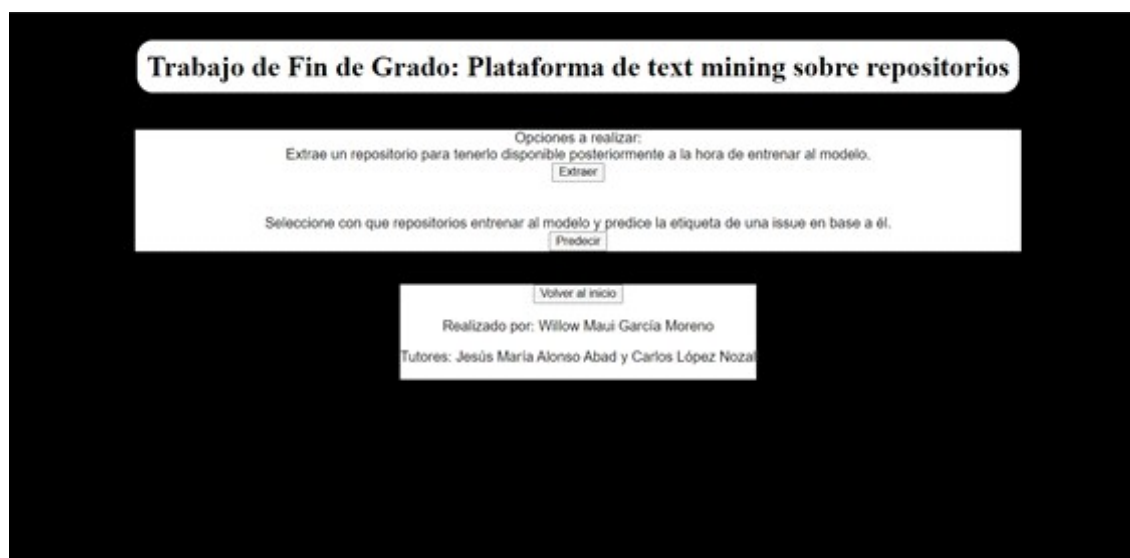 Trabajo de Fin de Grado: Plataforma de text mining sobre repositorios
Opciones a realizar:
Extrae un repositorio para tenerlo disponible posteriormente a la hora de entrenar al modelo.
Extraer
Seleccione con que repositorios entrenar al modelo y predice la etiqueta de una issue en base a él.
Predecir
Volver al inicio
Realizado por: Willow Maui García Moreno
Tutores: Jesús María Alonso Abad y Carlos López Nozal